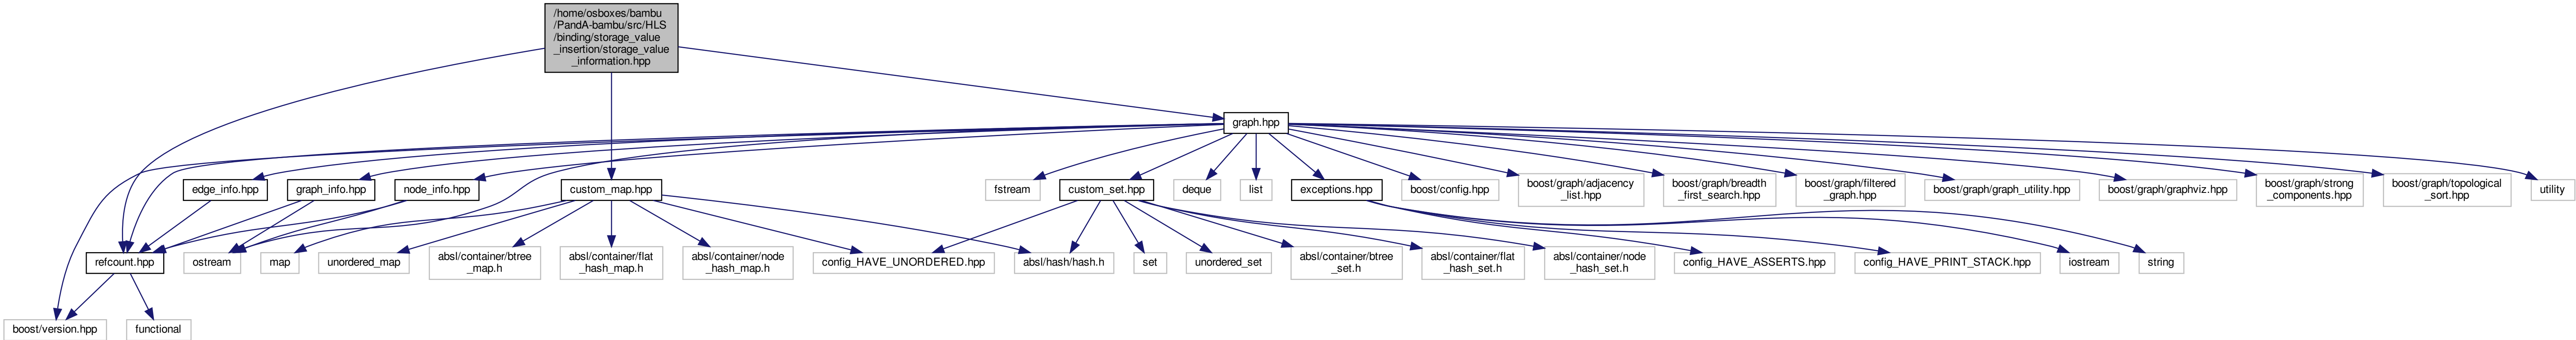 /home/osboxes/bambu
/PandA-bambu/src/HLS
/binding/storage_value
_insertion/storage_value
_information.hpp
graph.hpp
edge_info.hpp
graph_info.hpp
node_info.hpp
custom_map.hpp
fstream
custom_set.hpp
deque
list
exceptions.hpp
boost/config.hpp
boost/graph/adjacency
_list.hpp
boost/graph/breadth
_first_search.hpp
boost/graph/filtered
_graph.hpp
boost/graph/graph_utility.hpp
boost/graph/graphviz.hpp
boost/graph/strong
_components.hpp
boost/graph/topological
_sort.hpp
utility
refcount.hpp
ostream
map
unordered_map
absl/container/btree
_map.h
absl/container/flat
_hash_map.h
absl/container/node
_hash_map.h
config_HAVE_UNORDERED.hpp
absl/hash/hash.h
set
unordered_set
absl/container/btree
_set.h
absl/container/flat
_hash_set.h
absl/container/node
_hash_set.h
config_HAVE_ASSERTS.hpp
config_HAVE_PRINT_STACK.hpp
iostream
string
boost/version.hpp
functional